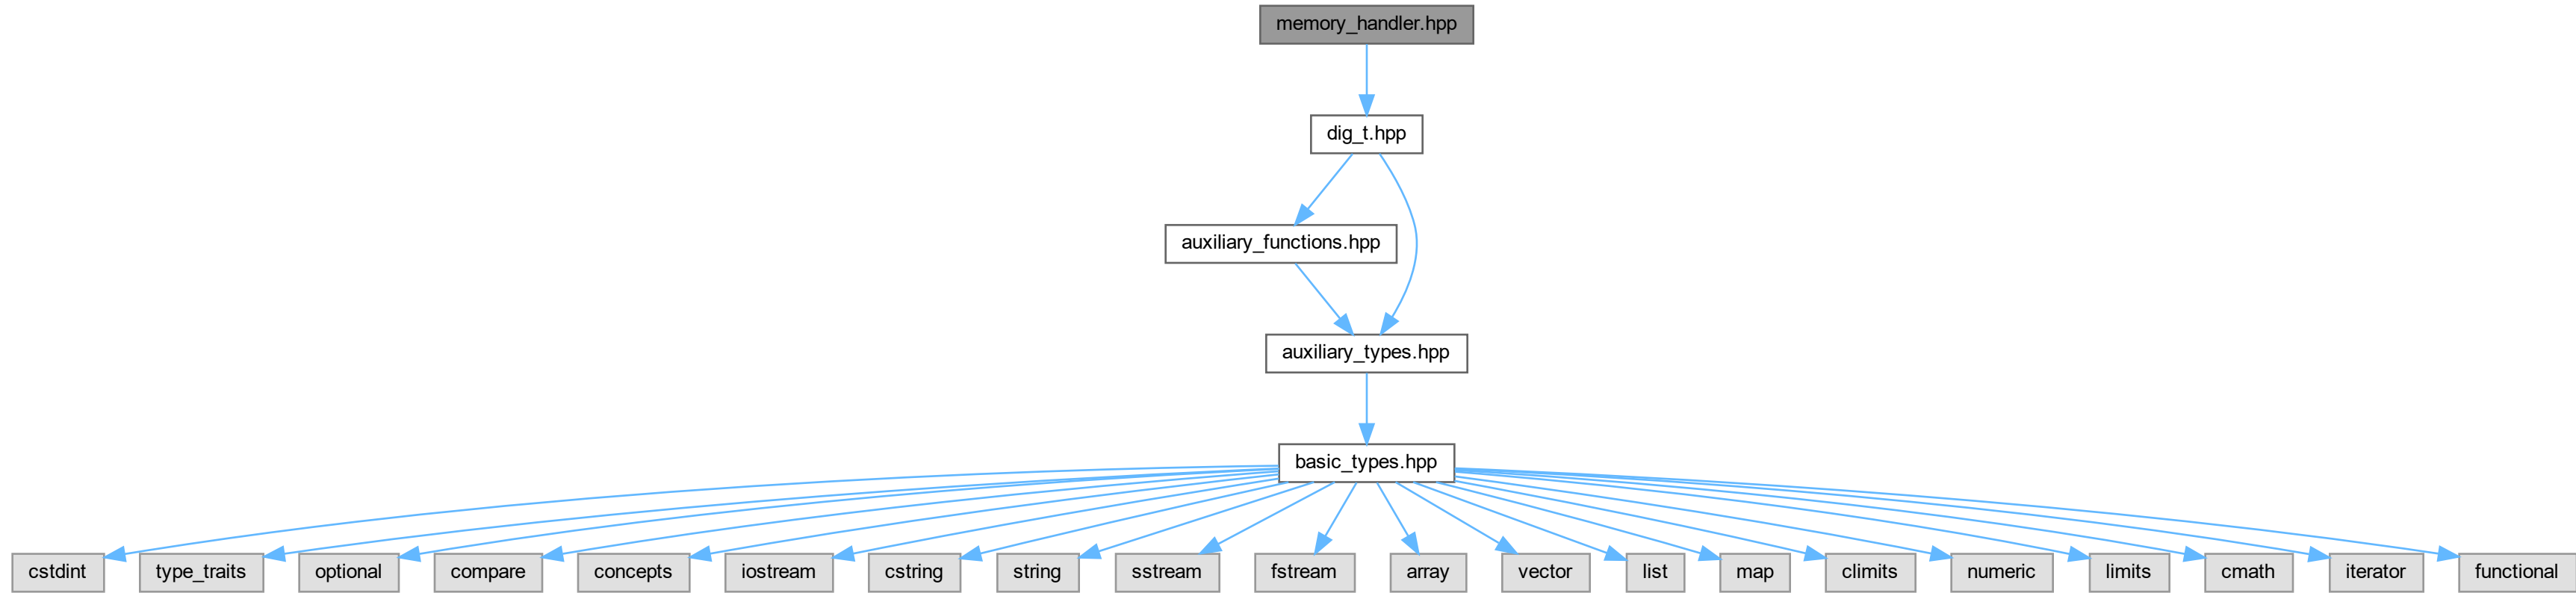 memory_handler.hpp
dig_t.hpp
auxiliary_functions.hpp
auxiliary_types.hpp
basic_types.hpp
cstdint
type_traits
optional
compare
concepts
iostream
cstring
string
sstream
fstream
array
vector
list
map
climits
numeric
limits
cmath
iterator
functional